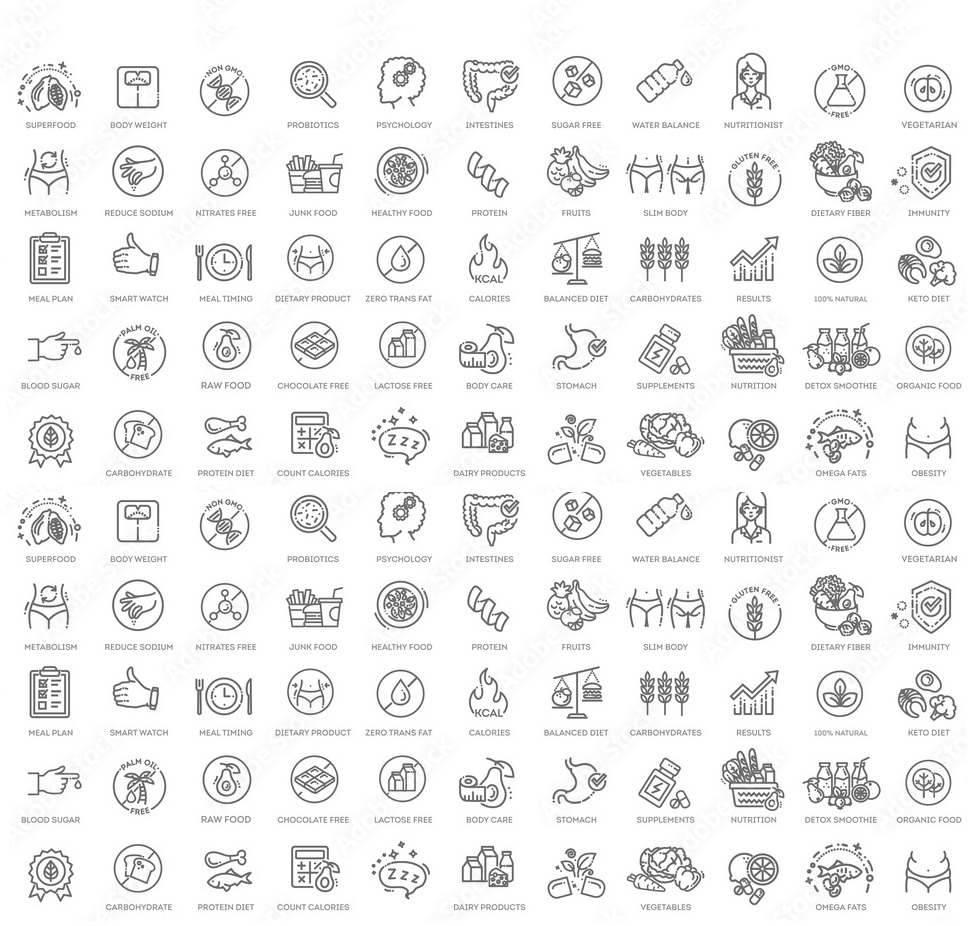 NON GMO
GMO
FREE
SUPERFOOD BODY WEIGHT PROBIOTICS PSYCHOLOGY INTESTINES SUGAR FREE WATER BALANCE NUTRITIONIST VEGETARIAN
GLUTEN FREE
METABOLISM REDUCE SODIUM NITRATES FREE JUNK FOOD HEALTHY FOOD PROTEIN FRUITS SLIM BODY DIETARY FIBER IMMUNITY
KCAL
MEAL PLAN SMART WATCH MEAL TIMING DIETARY PRODUCT ZERO TRANS FAT CALORIES BALANCED DIET CARBOHYDRATES RESULTS 100% NATURAL KETO DIET
PALM OIL
FREE
BLOOD SUGAR RAW FOOD CHOCOLATE FREE LACTOSE FREE BODY CARE STOMACH SUPPLEMENTS NUTRITION DETOX SMOOTHIE ORGANIC FOOD
Z Z Z
CARBOHYDRATE PROTEIN DIET COUNT CALORIES DAIRY PRODUCTS VEGETABLES OMEGA FATS OBESITY
NON GMO
GMO
FREE
SUPERFOOD BODY WEIGHT PROBIOTICS PSYCHOLOGY INTESTINES SUGAR FREE WATER BALANCE NUTRITIONIST VEGETARIAN
GLUTEN FREE
METABOLISM REDUCE SODIUM NITRATES FREE JUNK FOOD HEALTHY FOOD PROTEIN FRUITS SLIM BODY DIETARY FIBER IMMUNITY
KCAL
MEAL PLAN SMART WATCH MEAL TIMING DIETARY PRODUCT ZERO TRANS FAT CALORIES BALANCED DIET CARBOHYDRATES RESULTS 100% NATURAL KETO DIET
PALM OIL
FREE
BLOOD SUGAR RAW FOOD CHOCOLATE FREE LACTOSE FREE BODY CARE STOMACH SUPPLEMENTS NUTRITION DETOX SMOOTHIE ORGANIC FOOD
Z Z Z
CARBOHYDRATE PROTEIN DIET COUNT CALORIES DAIRY PRODUCTS VEGETABLES OMEGA FATS OBESITY